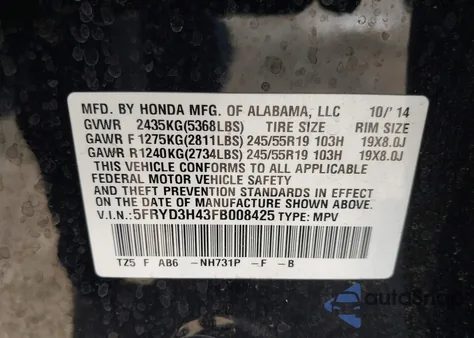 MFD. BY HONDA MFG. OF ALABAMA, LLC 10/'14
GVWR 2435KG(5368LBS) TIRE SIZE RIM SIZE
GAWR F 1275KG(2811LBS) 245/55R19 103H 19X8.0J
GAWR R1240KG(2734LBS) 245/55R19 103H 19X8.0J
THIS VEHICLE CONFORMS TO ALL APPLICABLE
FEDERAL MOTOR VEHICLE SAFETY
AND THEFT PREVENTION STANDARDS IN EFFECT ON
THE DATE OF MANUFACTURE SHOWN ABOVE.
V.I.N.:5FRYD3H43FB008425 TYPE: MPV
TZ5 F AB6 -NH731P -F -B